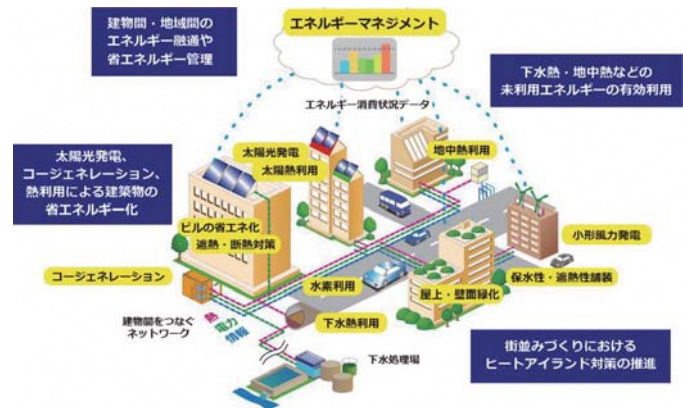 建物間・地域間の
エネルギー融通や
省エネルギー管理
エネルギーマネジメント
エネルギー消費状況データ
下水熱・地中熱などの
未利用エネルギーの有効利用
太陽光発電、
コージェネレーション、
熱利用による建築物の
省エネルギー化
太陽光発電
太陽熱利用
地中熱利用
ビルの省エネ化
遮熱・断熱対策
小形風力発電
コージェネレーション
水素利用
屋上・壁面緑化
保水性・遮熱性舗装
建物間をつなぐ
ネットワーク
熱
電力
情報
下水熱利用
下水処理場
街並みづくりにおける
ヒートアイランド対策の推進